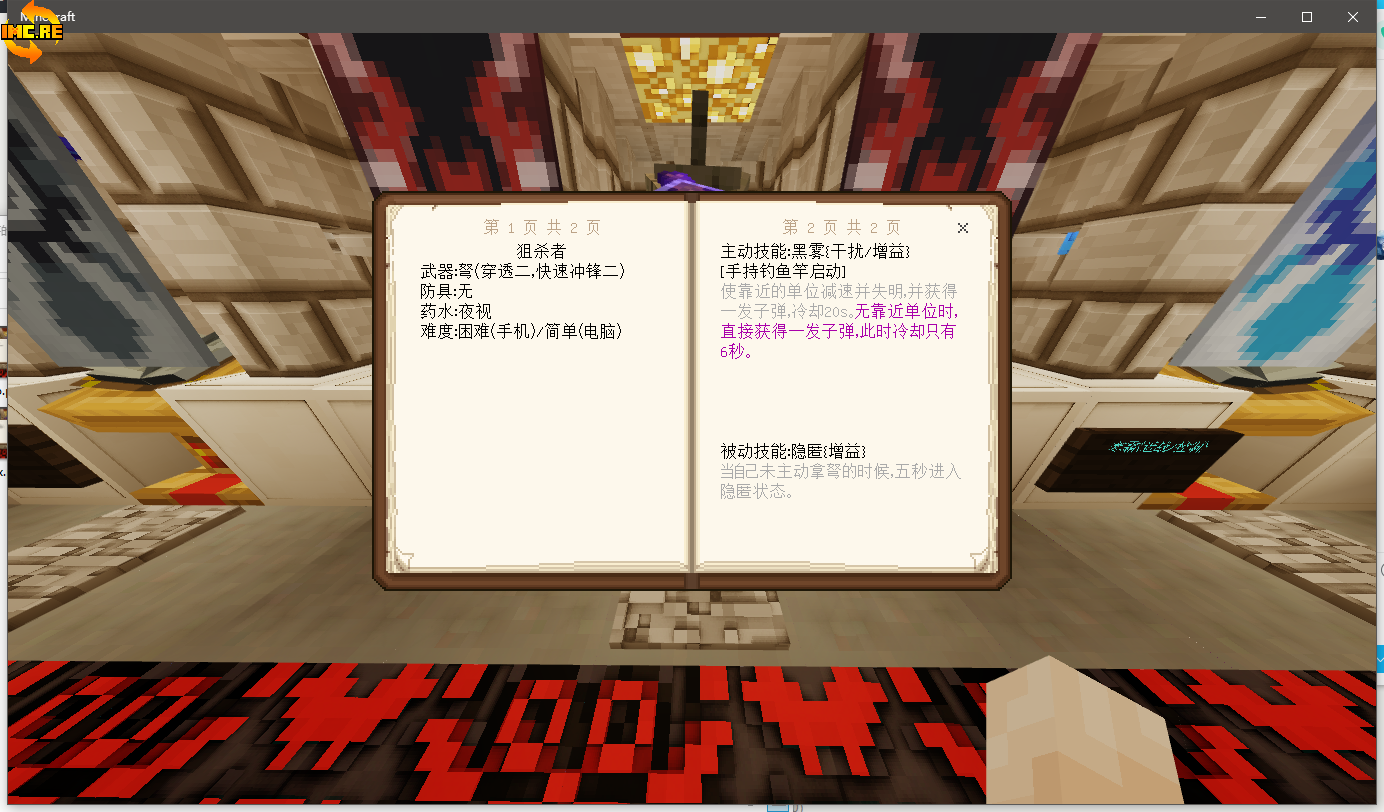 Minecraft
IMC.RE
第 1 页 共 2 页
狙杀者
武器:弩(穿透二,快速冲锋二)
防具:无
药水:夜视
难度:困难(手机)/简单(电脑)
第 2 页 共 2 页
主动技能:黑雾{干扰/增益}
[手持钓鱼竿启动]
使靠近的单位减速并失明,并获得
一发子弹,冷却20s。无靠近单位时,
直接获得一发子弹,此时冷却只有
6秒。
被动技能:隐匿{增益}
当自己未主动拿弩的时候,五秒进入
隐匿状态。